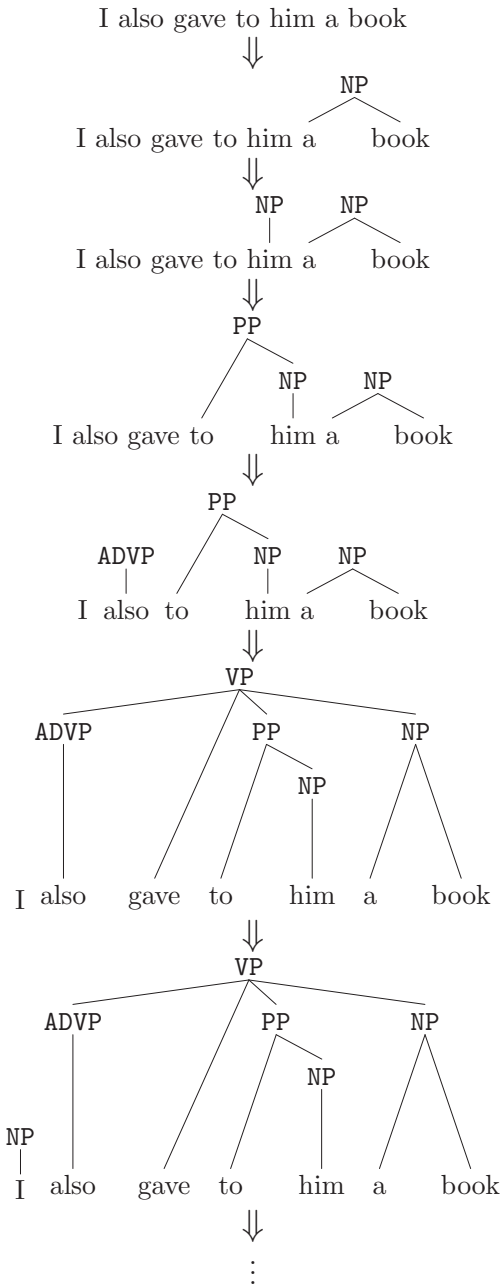 I also gave to him a book
⇓
NP
I also gave to him a book
⇓
NP NP
I also gave to him a book
⇓
PP
NP NP
I also gave to him a book
⇓
PP
ADVP NP NP
I also to him a book
⇓
VP
ADVP PP NP
NP
I also gave to him a book
⇓
VP
ADVP PP NP
NP
NP
I also gave to him a book
⇓
⋮